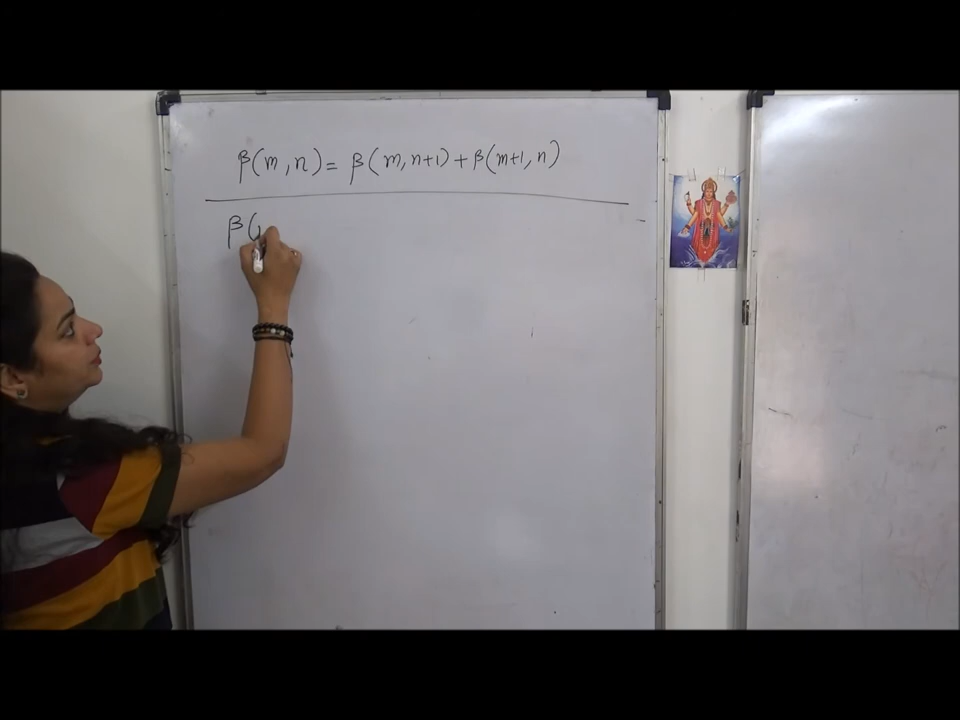 β(m,n) = β(m,n+1) + β(m+1,n)
β(